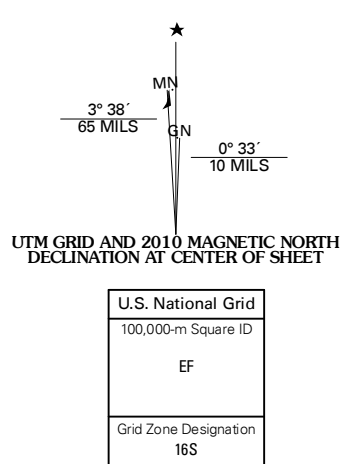 ★
MN
3° 38´
65 MILS
GN
0° 33´
10 MILS
UTM GRID AND 2010 MAGNETIC NORTH
DECLINATION AT CENTER OF SHEET
U.S. National Grid
100,000-m Square ID
EF
Grid Zone Designation
16S